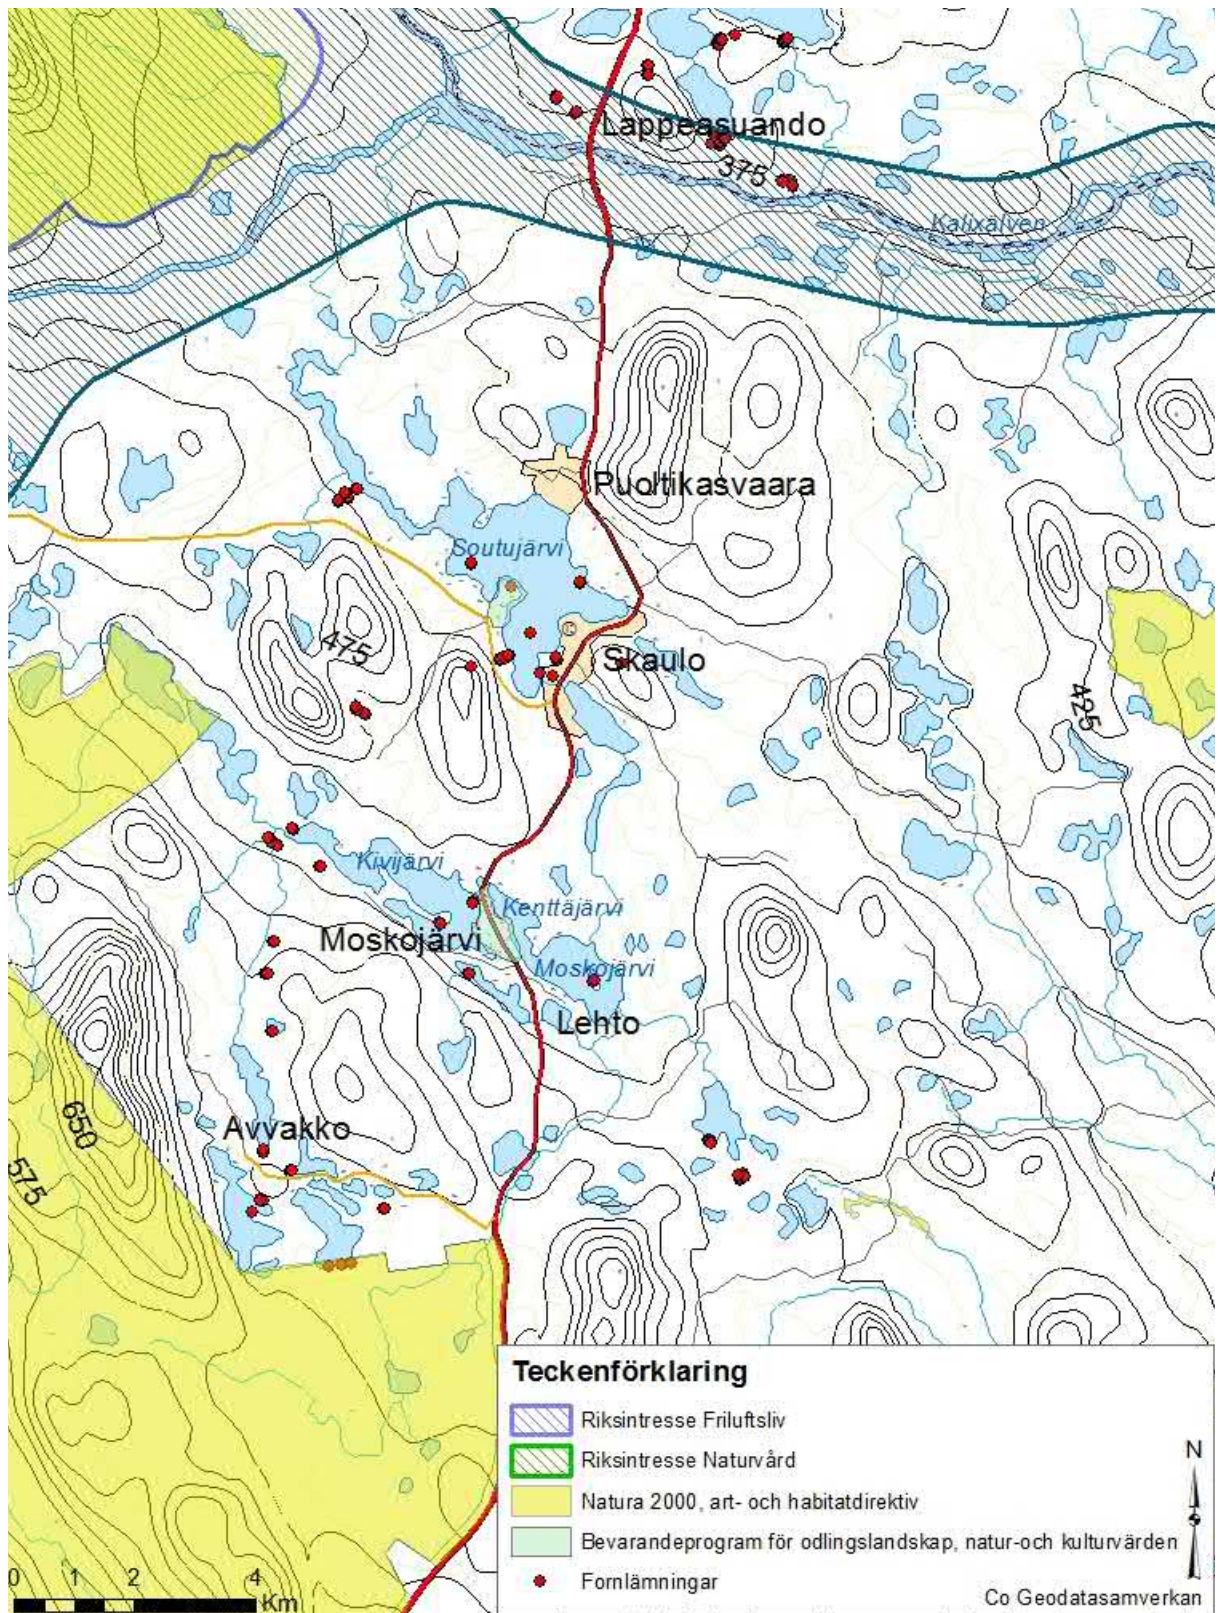 Lappeasuando
375
Kalixälven
Puoltikasvaara
Soutujärvi
475
Skaulo
425
Kivijärvi
Kenttäjärvi
Moskojärvi
Moskojärvi
Lehto
650
Avvakko
575
Teckenförklaring
Riksintresse Friluftsliv
Riksintresse Naturvård
Natura 2000, art- och habitatdirektiv
Bevarandeprogram för odlingslandskap, natur-och kulturvärden
Fornlämningar
N
0 1 2 4
Km
Co Geodatasamverkan